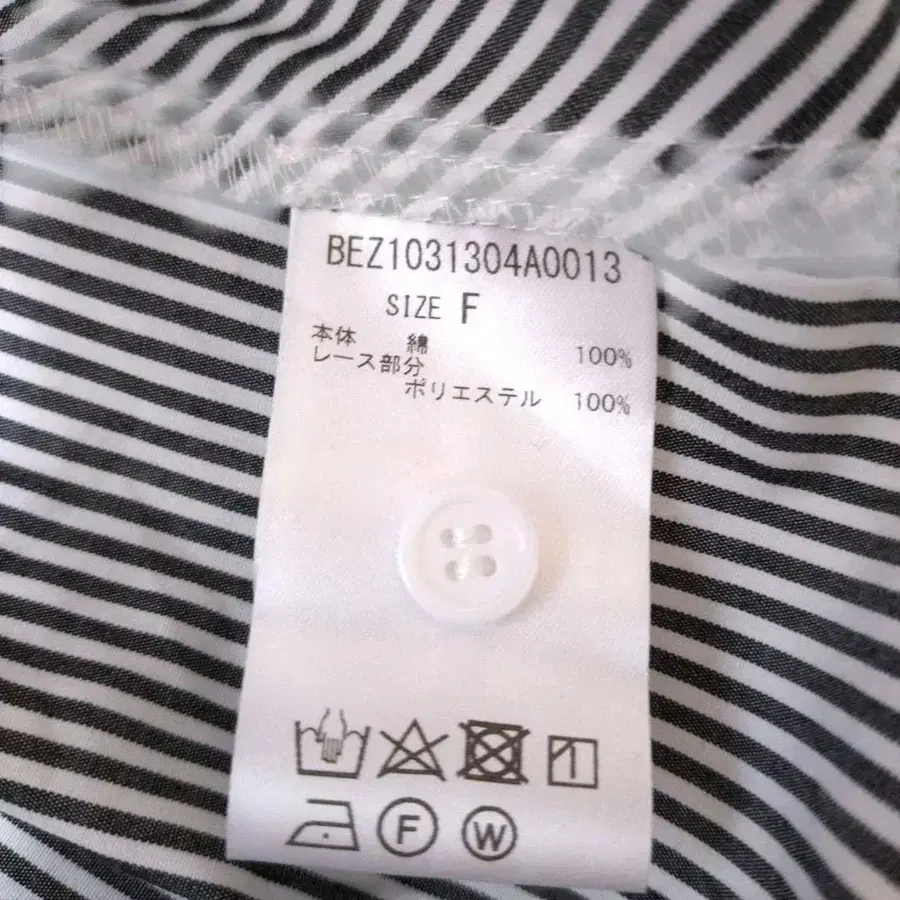 BEZ1031304A0013
SIZE F
本体 綿 100%
レース部分
ポリエステル 100%
F W